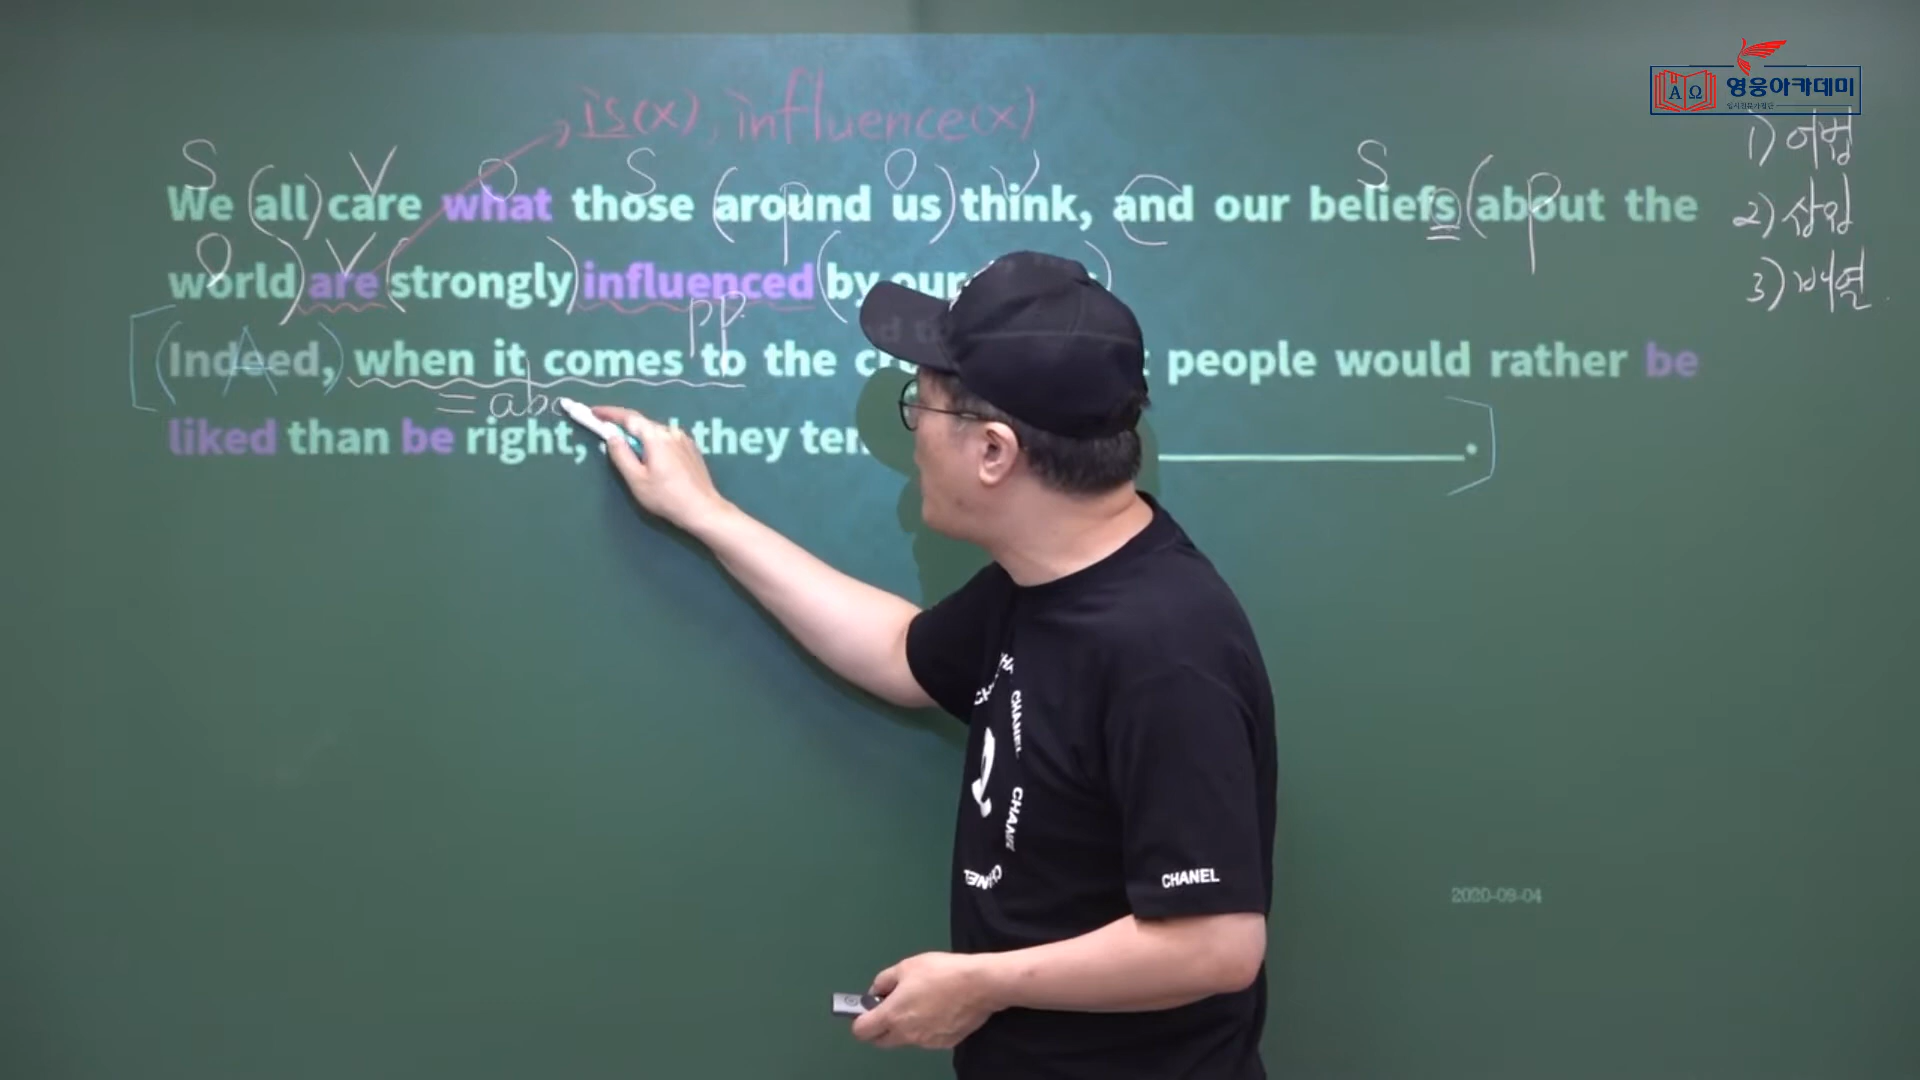 영웅아카데미
is(x), influence(x)
1) 어법
2) 삽입
3) 배열
S V O S p O V S p
We all care what those around us think, and our beliefs about the
O V
world are strongly influenced by our
pp.
A
Indeed, when it comes to the people would rather be
= abo
liked than be right, they ten
CHANEL
CHANEL
CHANEL
2020-09-04